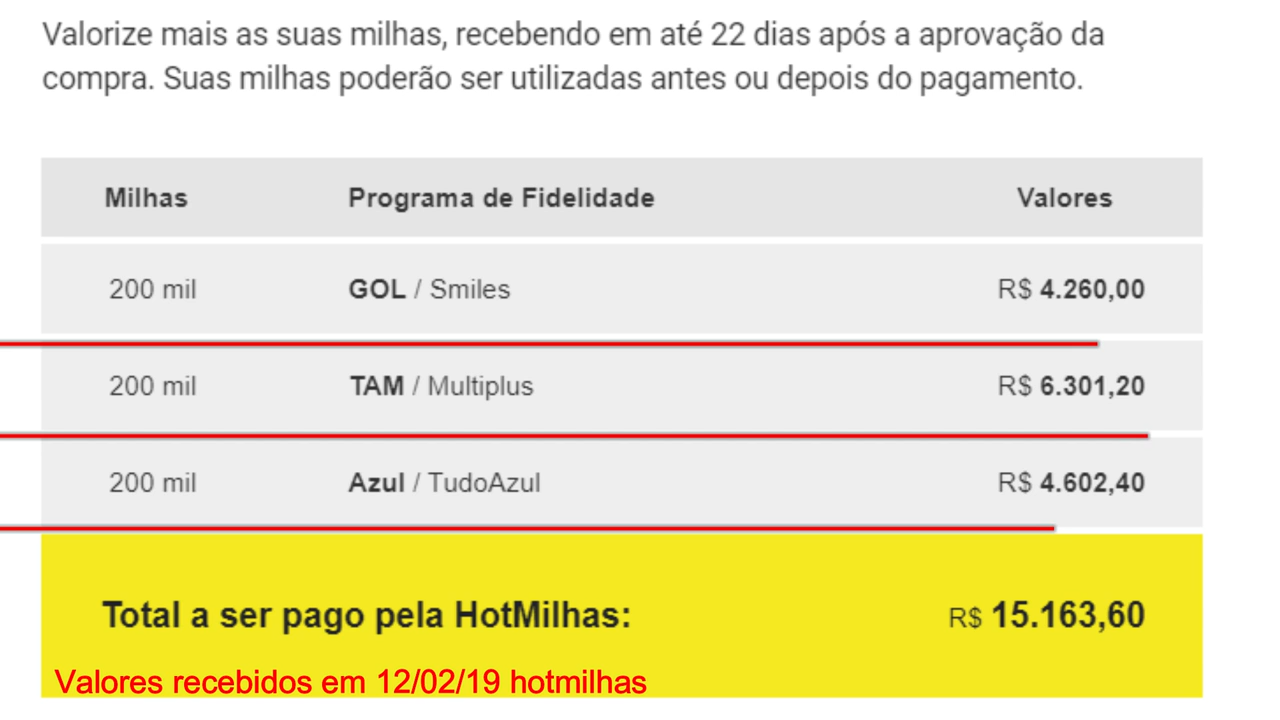 Valorize mais as suas milhas, recebendo em até 22 dias após a aprovação da
compra. Suas milhas poderão ser utilizadas antes ou depois do pagamento.
Milhas Programa de Fidelidade Valores
200 mil GOL / Smiles R$ 4.260,00
200 mil TAM / Multiplus R$ 6.301,20
200 mil Azul / TudoAzul R$ 4.602,40
Total a ser pago pela HotMilhas: R$ 15.163,60
Valores recebidos em 12/02/19 hotmilhas